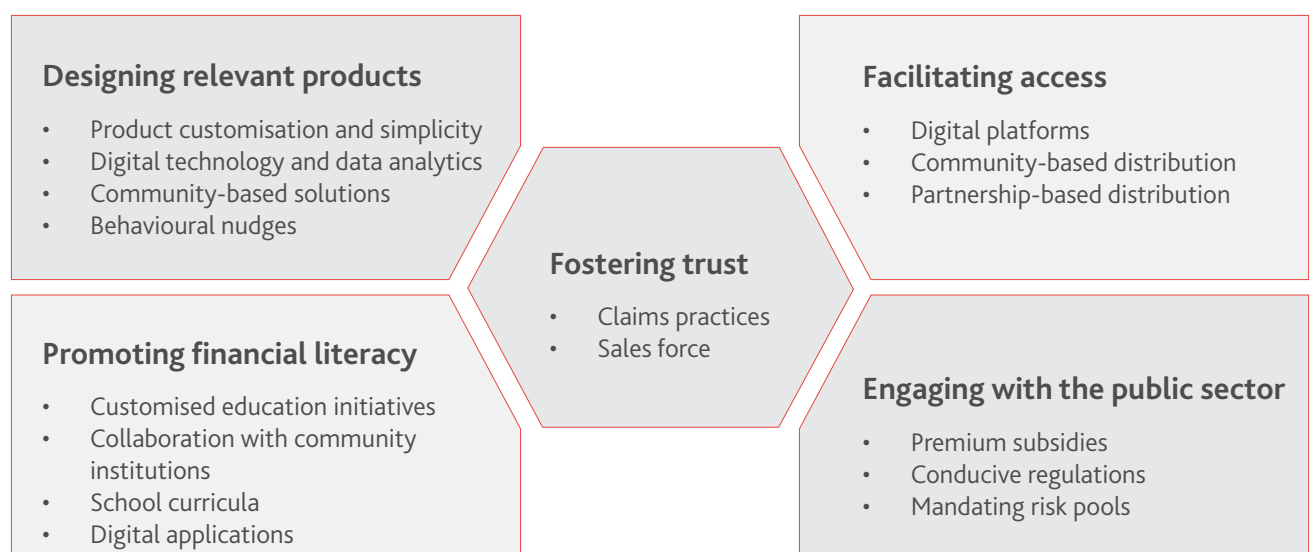 Designing relevant products
• Product customisation and simplicity
• Digital technology and data analytics
• Community-based solutions
• Behavioural nudges
Facilitating access
• Digital platforms
• Community-based distribution
• Partnership-based distribution
Fostering trust
• Claims practices
• Sales force
Promoting financial literacy
• Customised education initiatives
• Collaboration with community
institutions
• School curricula
• Digital applications
Engaging with the public sector
• Premium subsidies
• Conducive regulations
• Mandating risk pools